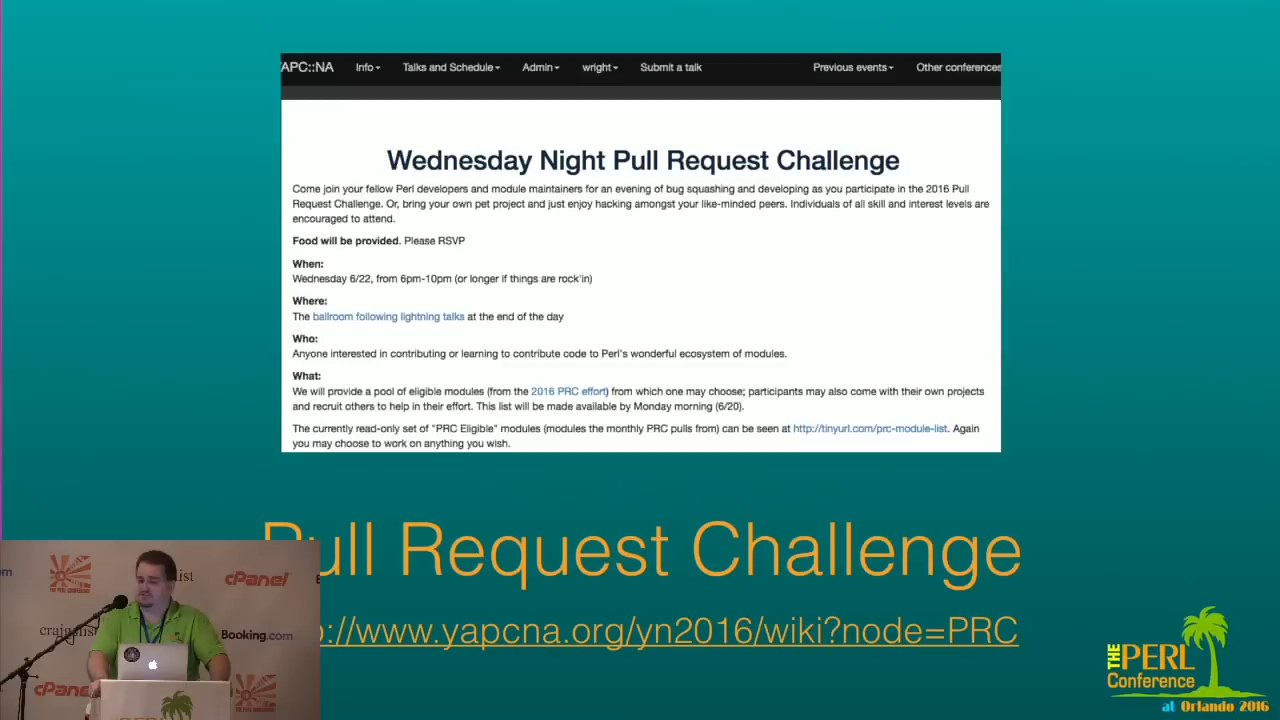 YAPC::NA Info Talks and Schedule Admin wright Submit a talk Previous events Other conferences
Wednesday Night Pull Request Challenge
Come join your fellow Perl developers and module maintainers for an evening of bug squashing and developing as you participate in the 2016 Pull
Request Challenge. Or, bring your own pet project and just enjoy hacking amongst your like-minded peers. Individuals of all skill and interest levels are
encouraged to attend.
Food will be provided. Please RSVP
When:
Wednesday 6/22, from 6pm-10pm (or longer if things are rock'in)
Where:
The ballroom following lightning talks at the end of the day
Who:
Anyone interested in contributing or learning to contribute code to Perl's wonderful ecosystem of modules.
What:
We will provide a pool of eligible modules (from the 2016 PRC effort) from which one may choose; participants may also come with their own projects
and recruit others to help in their effort. This list will be made available by Monday morning (6/20).
The currently read-only set of "PRC Eligible" modules (modules the monthly PRC pulls from) can be seen at http://tinyurl.com/prc-module-list. Again
you may choose to work on anything you wish.
Pull Request Challenge
p://www.yapcna.org/yn2016/wiki?node=PRC
cPanel
craigslist
Booking.com
cPanel
THE PERL
Conference
at Orlando 2016